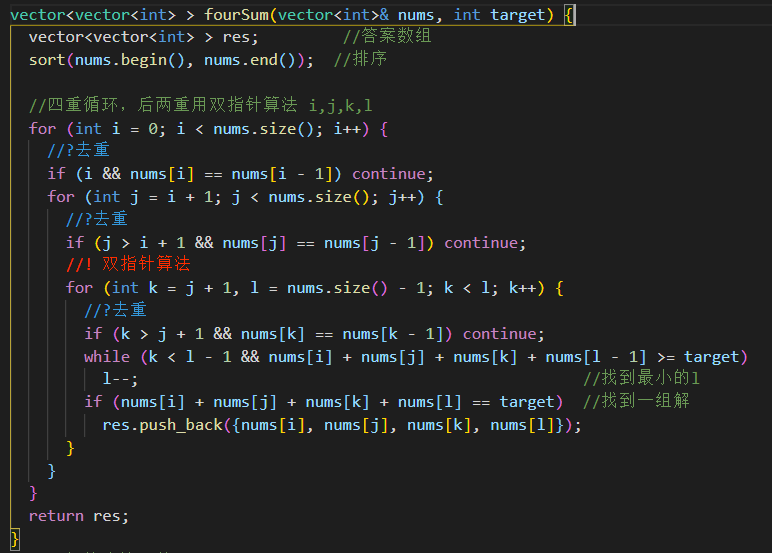 vector<vector<int> > fourSum(vector<int>& nums, int target) {
  vector<vector<int> > res;         //答案数组
  sort(nums.begin(), nums.end());  //排序

  //四重循环，后两重用双指针算法 i,j,k,l
  for (int i = 0; i < nums.size(); i++) {
    //?去重
    if (i && nums[i] == nums[i - 1]) continue;
    for (int j = i + 1; j < nums.size(); j++) {
      //?去重
      if (j > i + 1 && nums[j] == nums[j - 1]) continue;
      //! 双指针算法
      for (int k = j + 1, l = nums.size() - 1; k < l; k++) {
        //?去重
        if (k > j + 1 && nums[k] == nums[k - 1]) continue;
        while (k < l - 1 && nums[i] + nums[j] + nums[k] + nums[l - 1] >= target)
          l--;                                                  //找到最小的l
        if (nums[i] + nums[j] + nums[k] + nums[l] == target)  //找到一组解
          res.push_back({nums[i], nums[j], nums[k], nums[l]});
      }
    }
  }
  return res;
}